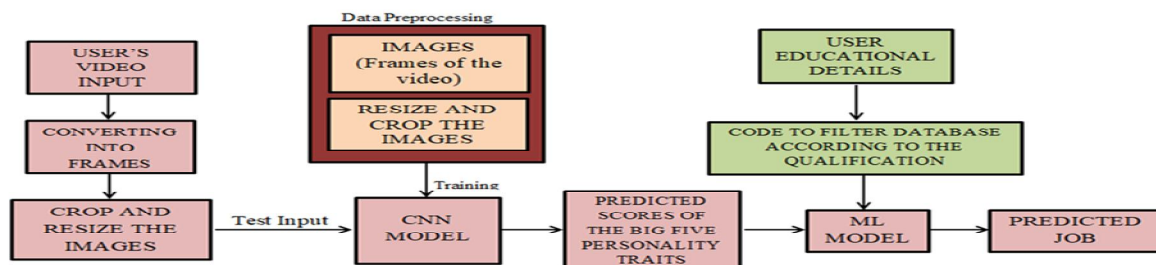 Data Preprocessing
USER'S
VIDEO
INPUT
CONVERTING
INTO
FRAMES
CROP AND
RESIZE THE
IMAGES
Test Input
IMAGES
(Frames of the
video)
RESIZE AND
CROP THE
IMAGES
Training
CNN
MODEL
PREDICTED
SCORES OF
THE BIG FIVE
PERSONALITY
TRAITS
USER
EDUCATIONAL
DETAILS
CODE TO FILTER DATABASE
ACCORDING TO THE
QUALIFICATION
ML
MODEL
PREDICTED
JOB